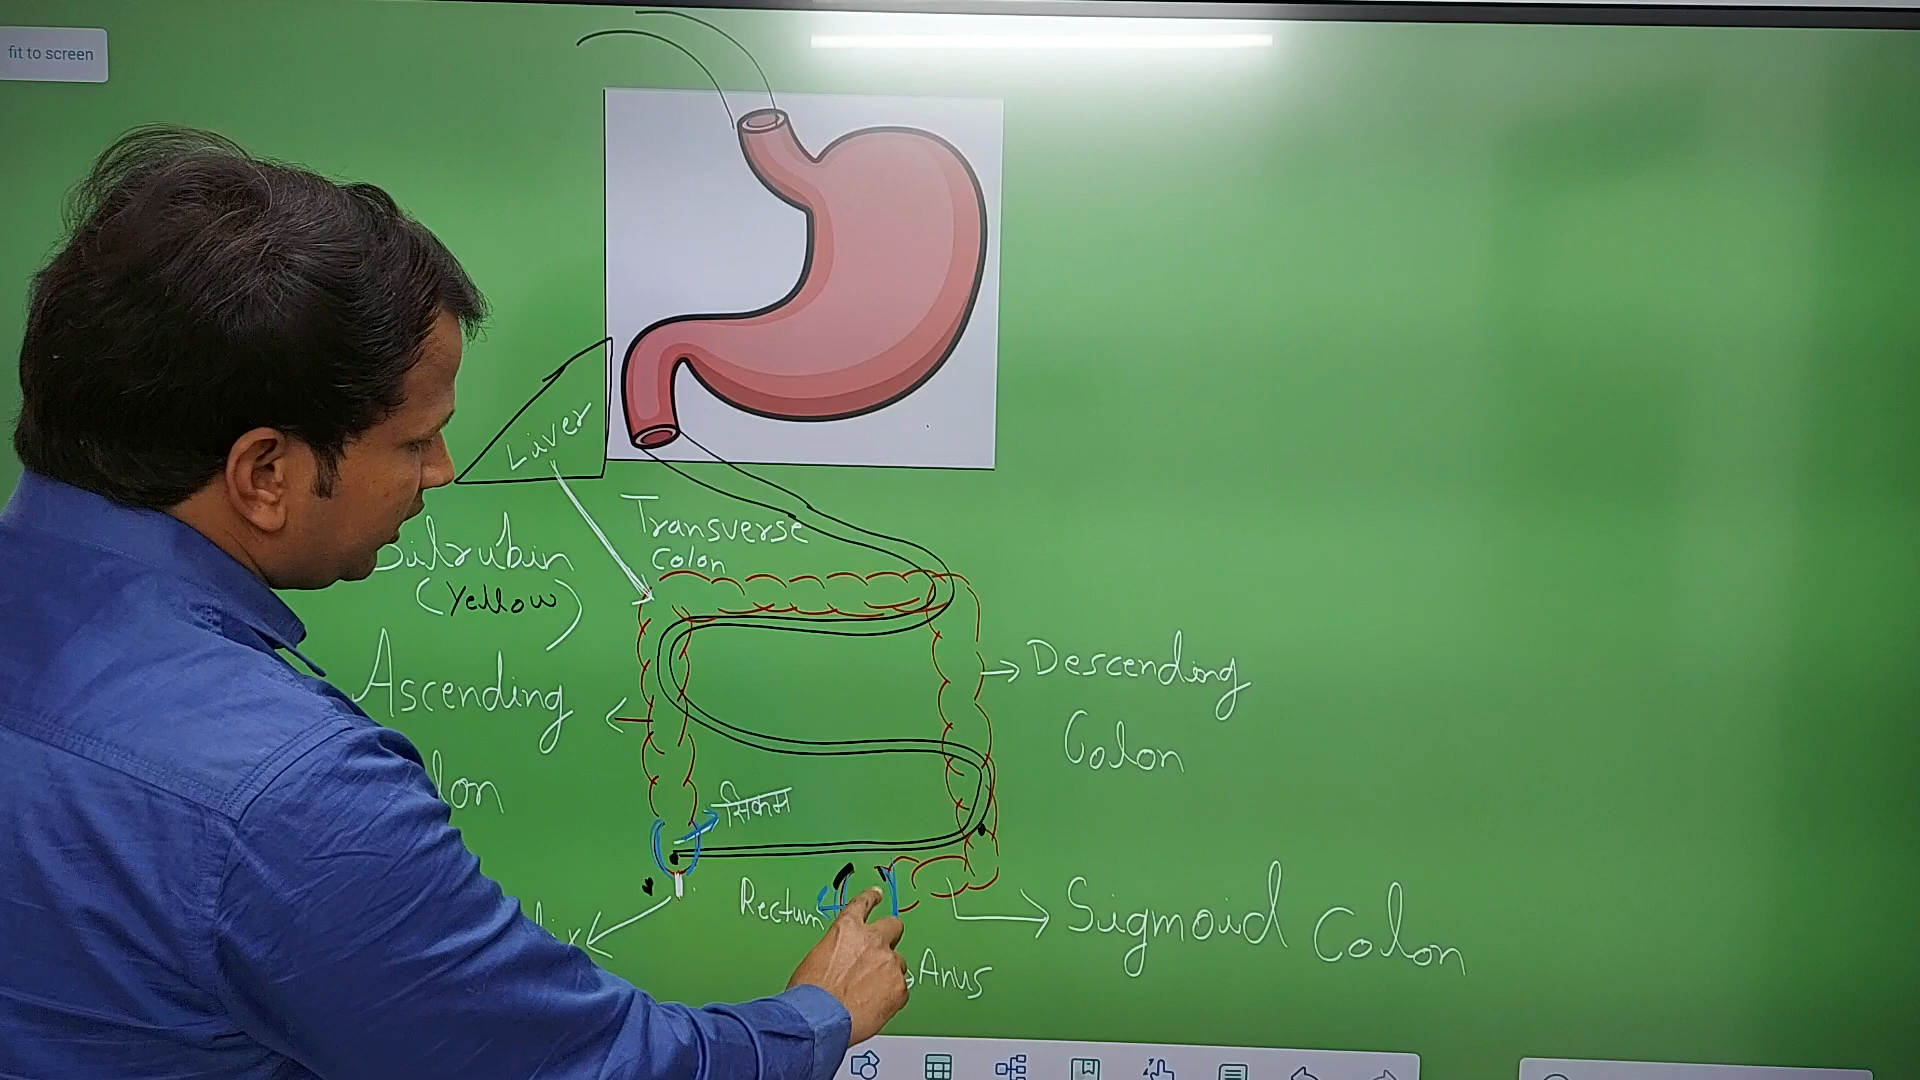 fit to screen
Liver
Transverse
Colon
Bilrubin
(Yellow)
Ascending
Descending
Colon
सिकम
Rectum
Sigmoid Colon
Anus